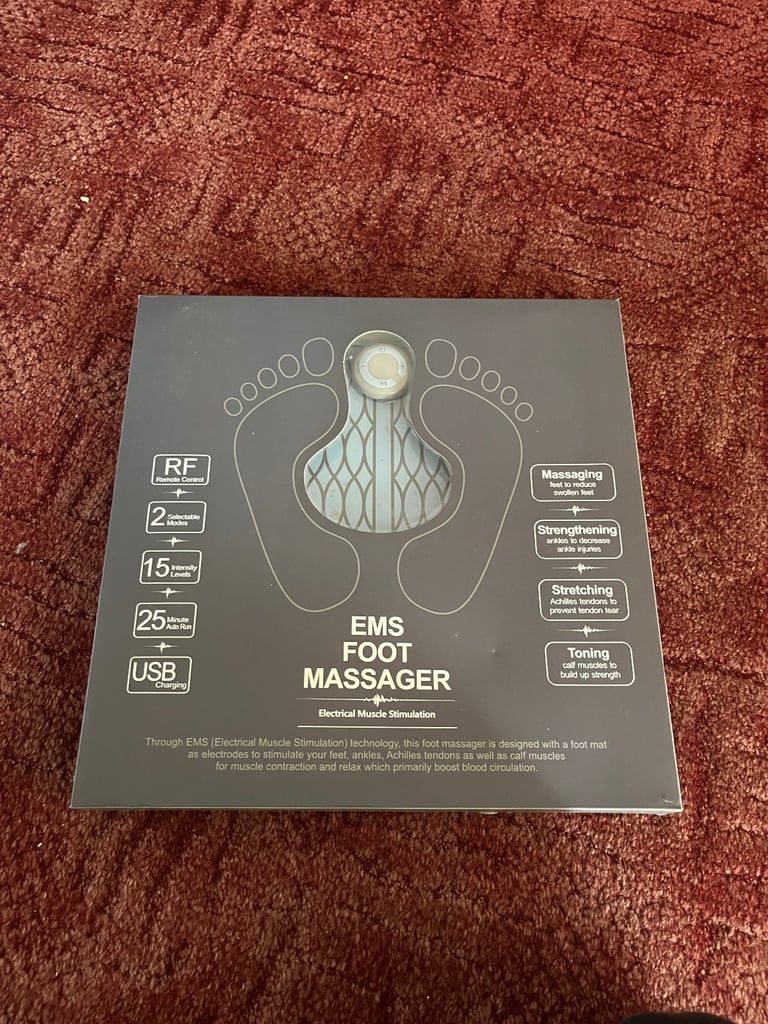 M
RF
Remote Control
2 Selectable
Modes
15 Intensity
Levels
25 Minute
Auto Run
USB
Charging
Massaging
feet to reduce
swollen feet
Strengthening
ankles to decrease
ankle injuries
Stretching
Achilles tendons to
prevent tendon tear
Toning
calf muscles to
build up strength
EMS
FOOT
MASSAGER
Electrical Muscle Stimulation
Through EMS (Electrical Muscle Stimulation) technology, this foot massager is designed with a foot mat
as electrodes to stimulate your feet, ankles, Achilles tendons as well as calf muscles
for muscle contraction and relax which primarily boost blood circulation.